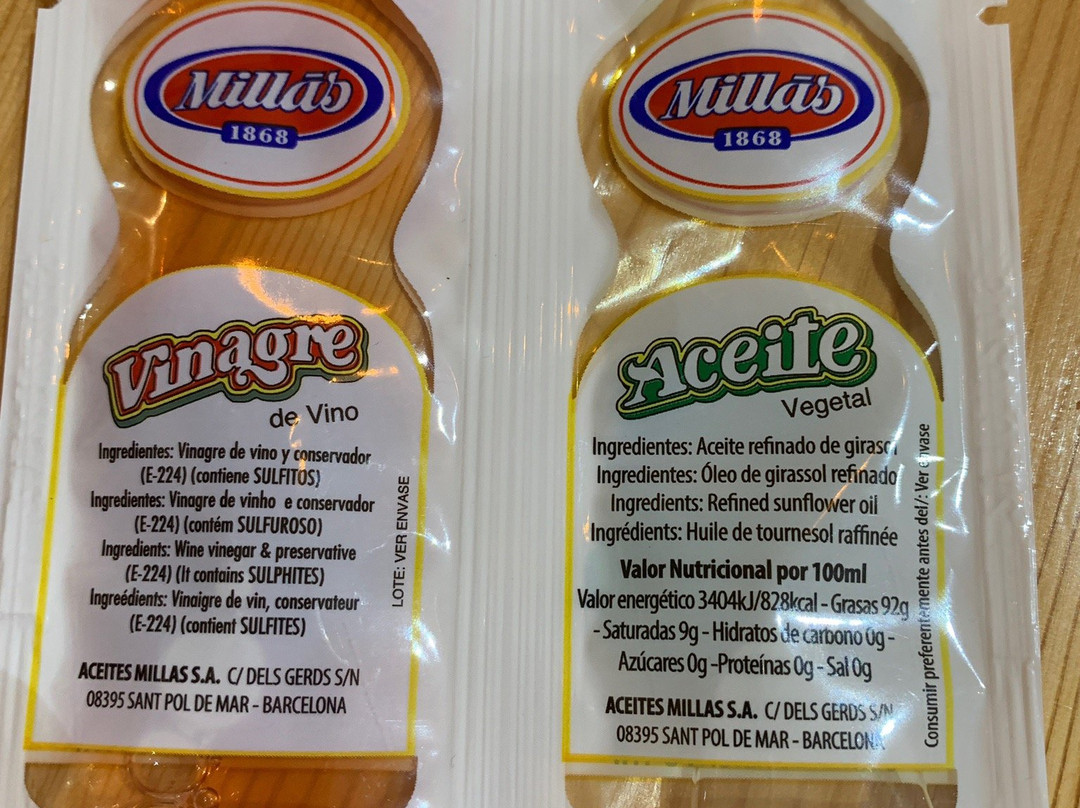 Millás
1868
Vinagre
de Vino
Ingredientes: Vinagre de vino y conservador
(E-224) (contiene SULFITOS)
Ingredientes: Vinagre de vinho e conservador
(E-224) (contém SULFUROSO)
Ingredients: Wine vinegar & preservative
(E-224) (It contains SULPHITES)
Ingreédients: Vinaigre de vin, conservateur
(E-224) (contient SULFITES)
LOTE: VER ENVASE
ACEITES MILLAS S.A. C/ DELS GERDS S/N
08395 SANT POL DE MAR - BARCELONA
Millás
1868
Aceite
Vegetal
Ingredientes: Aceite refinado de girasol
Ingredientes: Óleo de girassol refinado
Ingredients: Refined sunflower oil
Ingrédients: Huile de tournesol raffinée
Valor Nutricional por 100ml
Valor energético 3404kJ/828kcal - Grasas 92g
- Saturadas 9g - Hidratos de carbono 0g -
Azúcares 0g -Proteínas 0g - Sal 0g
ACEITES MILLAS S.A. C/ DELS GERDS S/N
08395 SANT POL DE MAR - BARCELONA
Consumir preferentemente antes del/: Ver envase